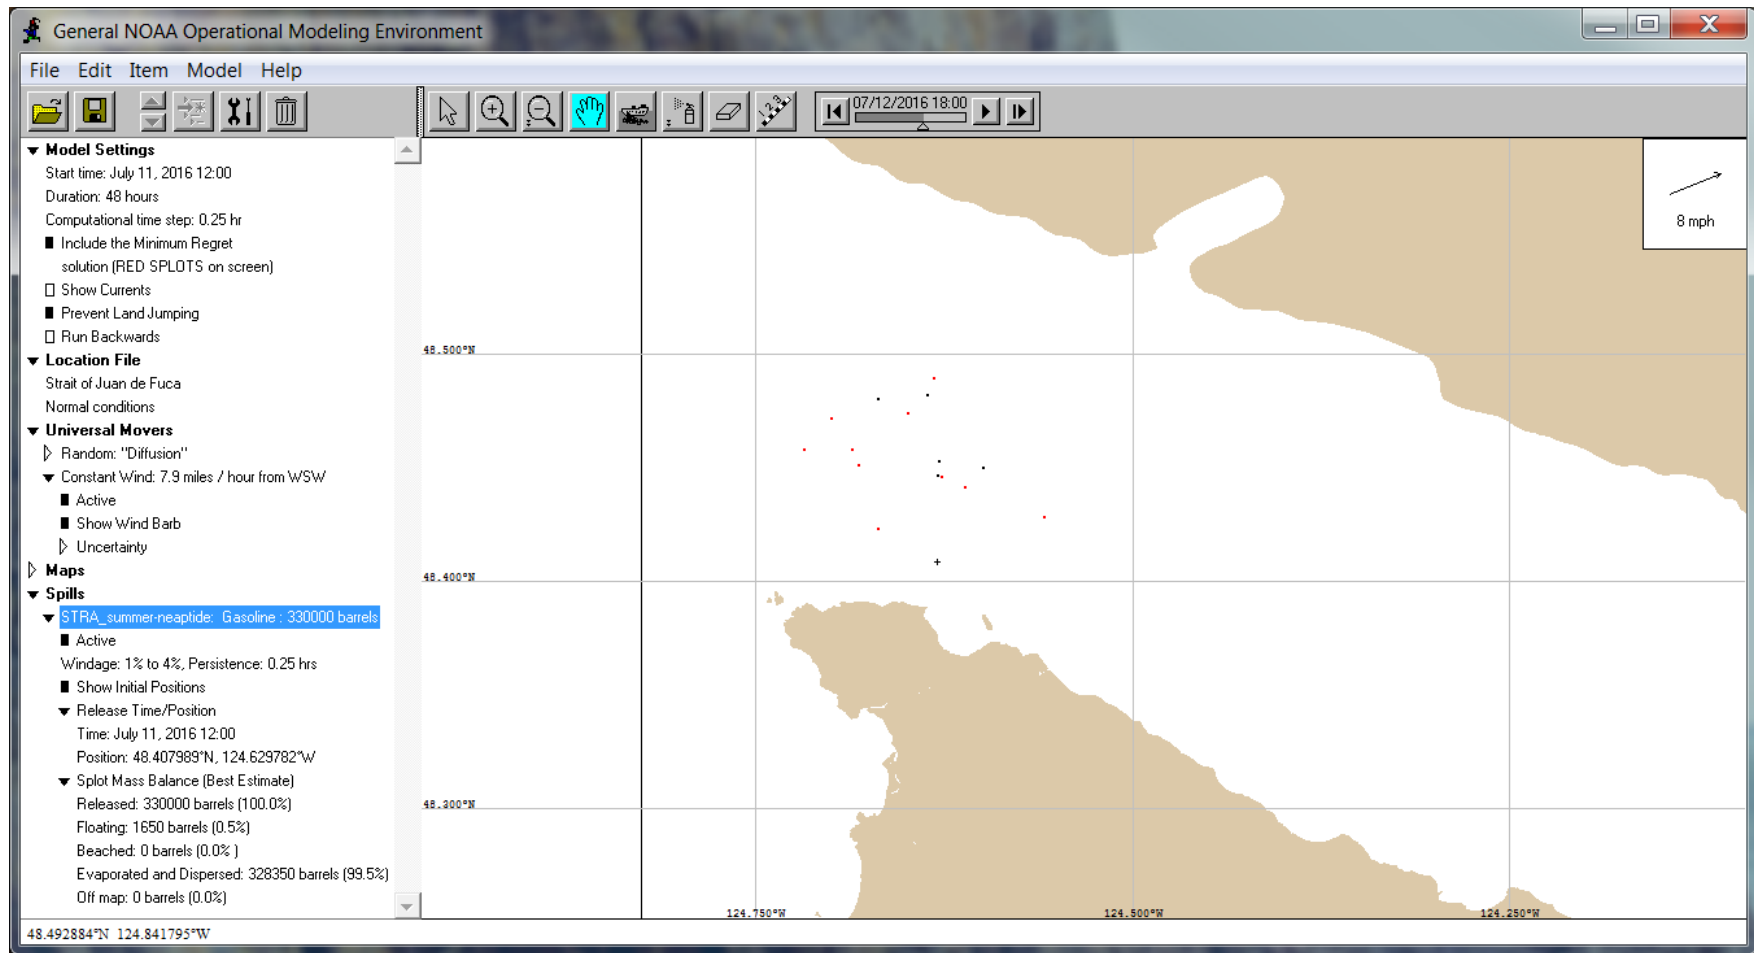 General NOAA Operational Modeling Environment
File Edit Item Model Help
07/12/2016 18:00
Model Settings
Start time: July 11, 2016 12:00
Duration: 48 hours
Computational time step: 0.25 hr
Include the Minimum Regret
solution (RED SPLOTS on screen)
Show Currents
Prevent Land Jumping
Run Backwards
Location File
Strait of Juan de Fuca
Normal conditions
Universal Movers
Random: "Diffusion"
Constant Wind: 7.9 miles / hour from WSW
Active
Show Wind Barb
Uncertainty
Maps
Spills
STRA_summer-neaptide: Gasoline : 330000 barrels
Active
Windage: 1% to 4%, Persistence: 0.25 hrs
Show Initial Positions
Release Time/Position
Time: July 11, 2016 12:00
Position: 48.407989°N, 124.629782°W
Splot Mass Balance (Best Estimate)
Released: 330000 barrels (100.0%)
Floating: 1650 barrels (0.5%)
Beached: 0 barrels (0.0% )
Evaporated and Dispersed: 328350 barrels (99.5%)
Off map: 0 barrels (0.0%)
8 mph
48.500°N
48.400°N
48.300°N
124.750°W 124.500°W 124.250°W
48.492884°N 124.841795°W